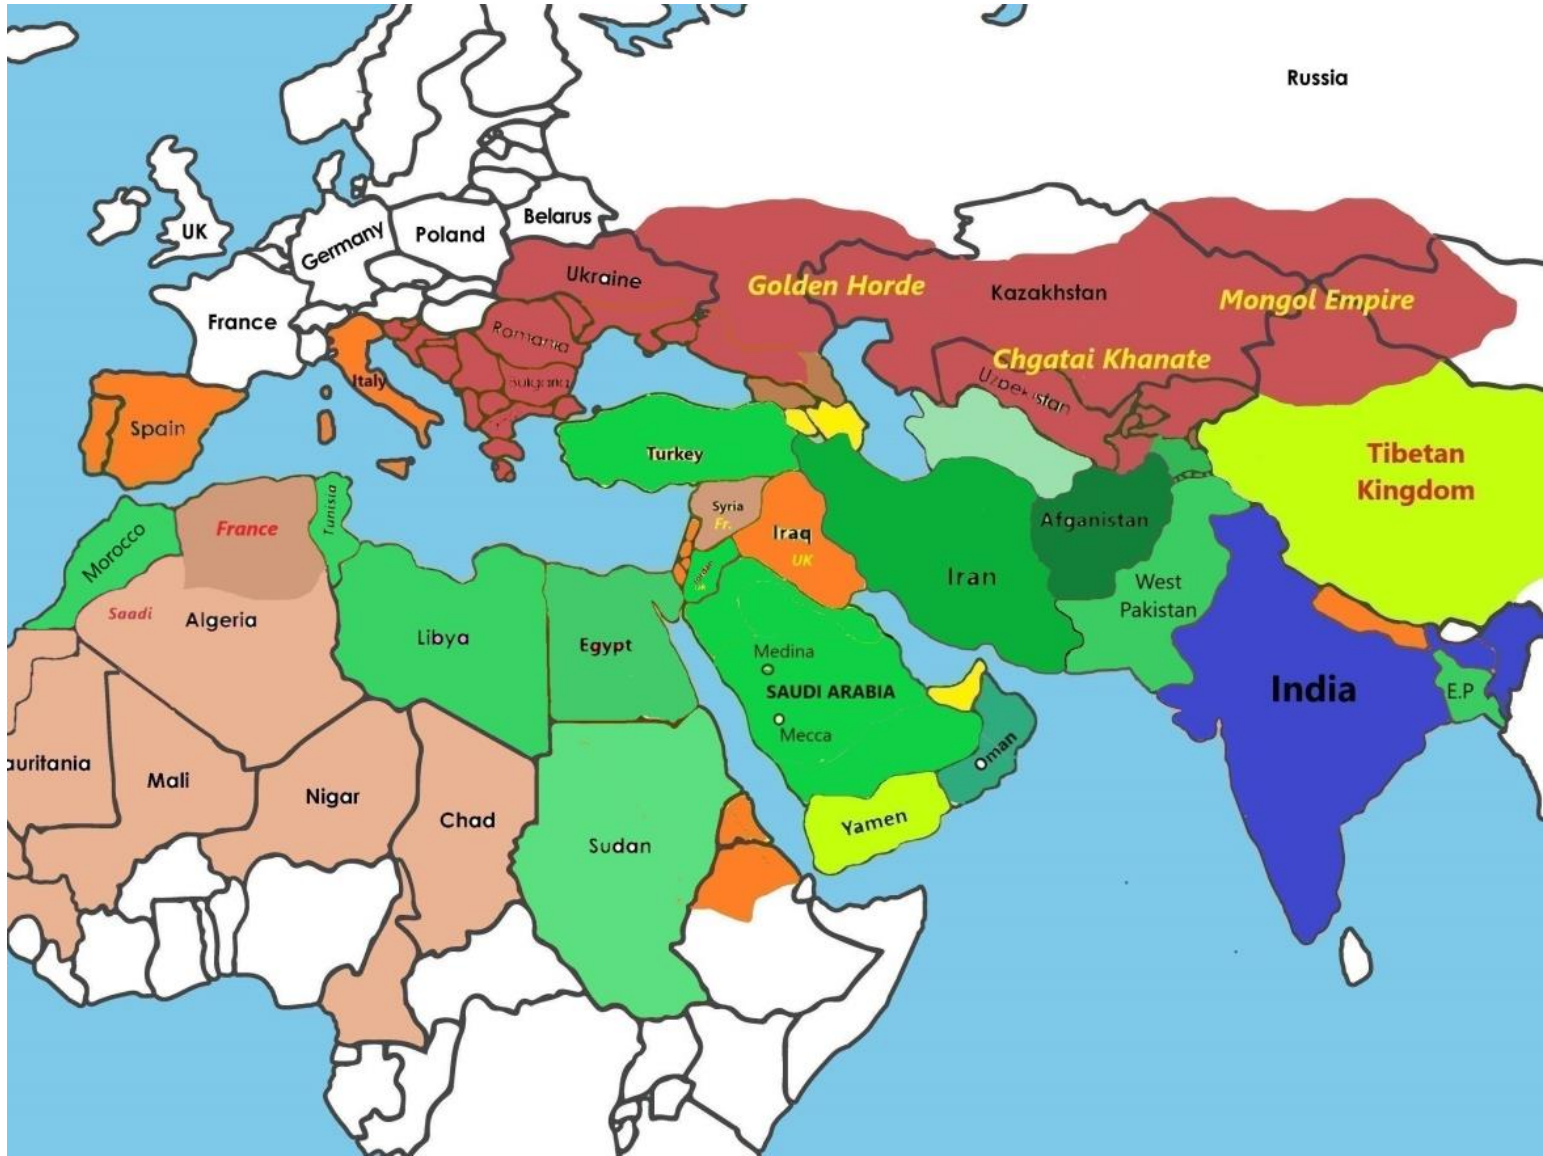 Russia
UK
Germany
Poland
Belarus
France
Ukraine
Golden Horde
Kazakhstan
Mongol Empire
Romania
Chgatai Khanate
Italy
Bulgaria
Uzbekistan
Spain
Turkey
Tibetan
Kingdom
Tunisia
Syria
Fr.
Afganistan
Morocco
France
Iraq
UK
Jordan
Iran
West
Pakistan
Saadi
Algeria
Libya
Egypt
Medina
SAUDI ARABIA
India
E.P
Mecca
Oman
auritania
Mali
Nigar
Chad
Yamen
Sudan